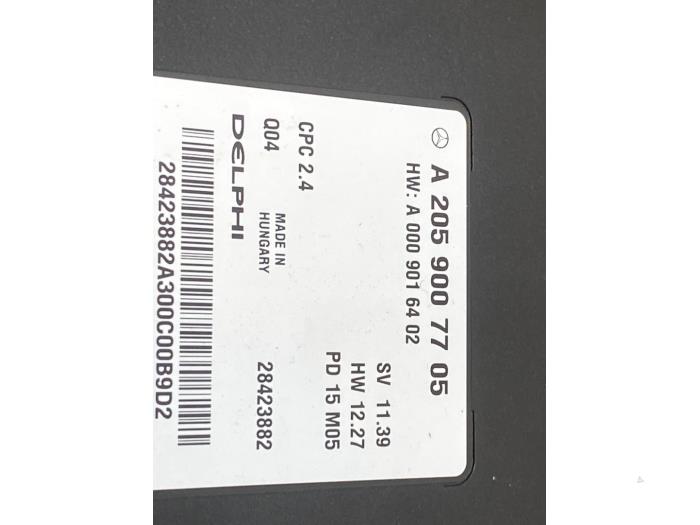 A 205 900 77 05
HW: A 000 901 64 02
SV 11.39
HW 12.27
CPC 2.4
PD 15 M05
Q04
MADE IN
HUNGARY
28423882
DELPHI
28423882A300C00B9D2